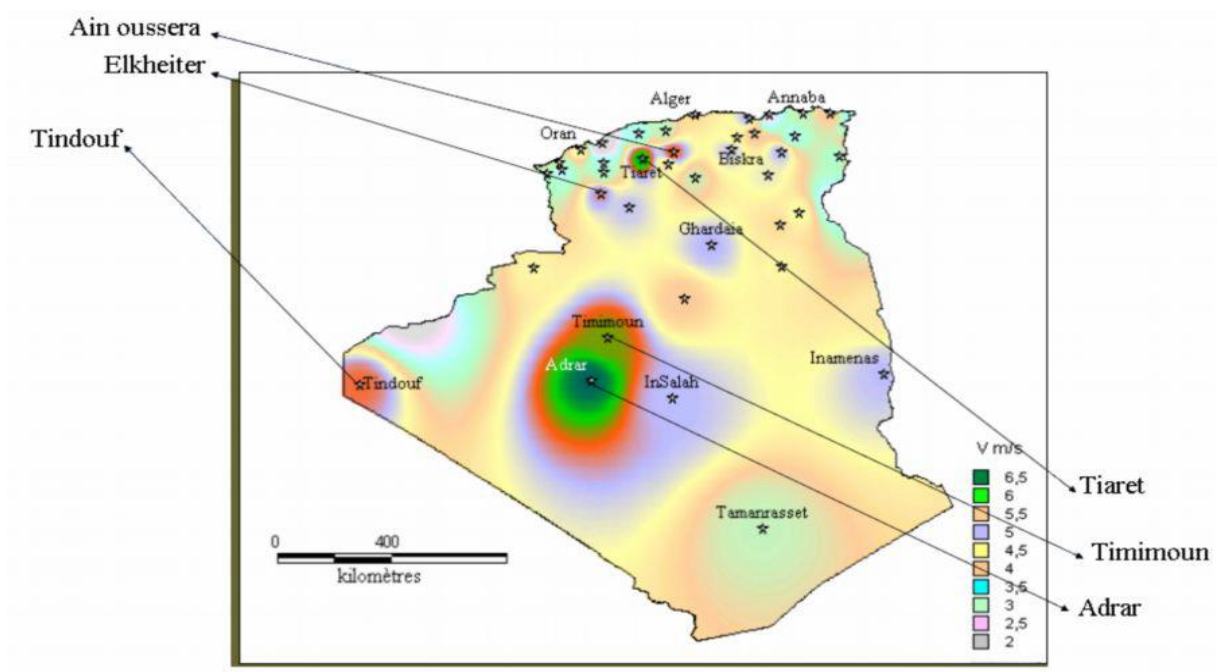 Ain oussera
Elkheiter
Tindouf
Alger
Annaba
Oran
Tiaret
Biskra
Ghardaia
Timimoun
Adrar
Tindouf
InSalah
Inamenas
Tamanrasset
0 400
kilomètres
V m/s
6,5
6
5,5
5
4,5
4
3,5
3
2,5
2
Tiaret
Timimoun
Adrar